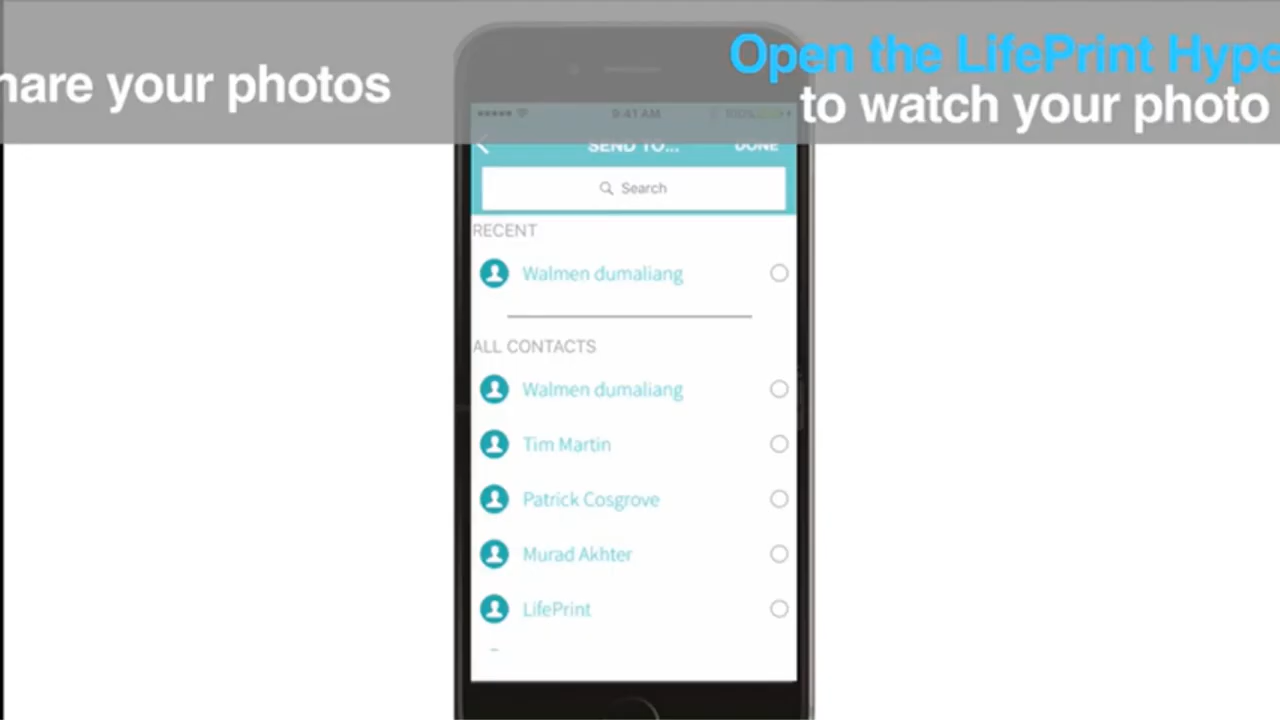 hare your photos
Open the LifePrint Hype
to watch your photo
9:41 AM
100%
SEND TO...
DONE
Search
RECENT
Walmen dumaliang
ALL CONTACTS
Walmen dumaliang
Tim Martin
Patrick Cosgrove
Murad Akhter
LifePrint